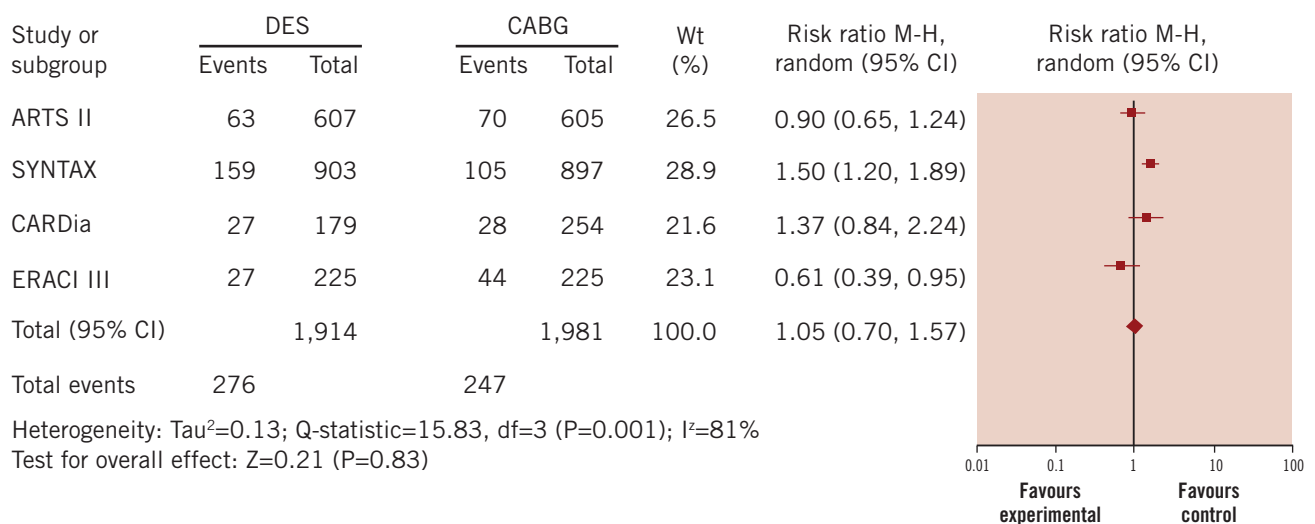 Study or subgroup DES CABG Wt (%) Risk ratio M-H, random (95% CI) Risk ratio M-H, random (95% CI)
Events Total Events Total
ARTS II 63 607 70 605 26.5 0.90 (0.65, 1.24)
SYNTAX 159 903 105 897 28.9 1.50 (1.20, 1.89)
CARDia 27 179 28 254 21.6 1.37 (0.84, 2.24)
ERACI III 27 225 44 225 23.1 0.61 (0.39, 0.95)
Total (95% CI) 1,914 1,981 100.0 1.05 (0.70, 1.57)
Total events 276 247
Heterogeneity: Tau²=0.13; Q-statistic=15.83, df=3 (P=0.001); Iᶻ=81%
Test for overall effect: Z=0.21 (P=0.83)
0.01 0.1 1 10 100
Favours experimental Favours control